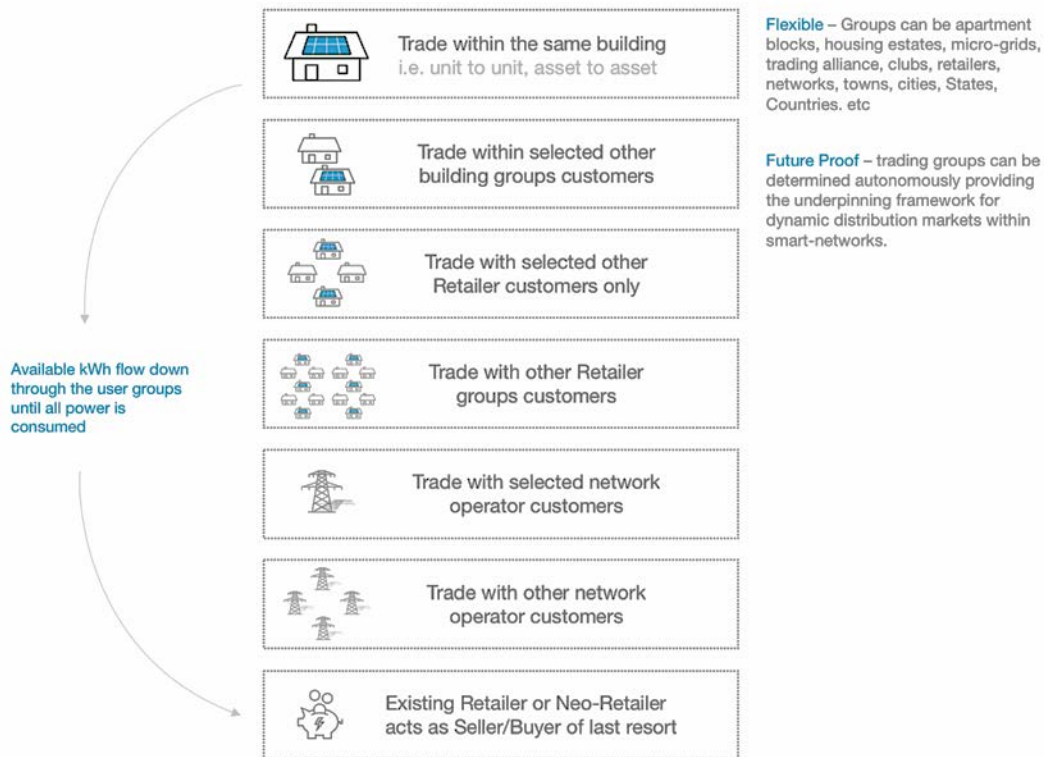 Trade within the same building
i.e. unit to unit, asset to asset
Flexible – Groups can be apartment
blocks, housing estates, micro-grids,
trading alliance, clubs, retailers,
networks, towns, cities, States,
Countries. etc
Trade within selected other
building groups customers
Future Proof – trading groups can be
determined autonomously providing
the underpinning framework for
dynamic distribution markets within
smart-networks.
Trade with selected other
Retailer customers only
Available kWh flow down
through the user groups
until all power is
consumed
Trade with other Retailer
groups customers
Trade with selected network
operator customers
Trade with other network
operator customers
Existing Retailer or Neo-Retailer
acts as Seller/Buyer of last resort